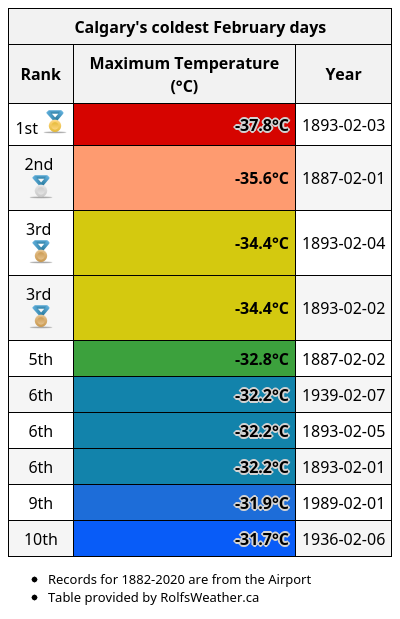 Calgary's coldest February days
Rank Maximum Temperature (°C) Year
1st -37.8°C 1893-02-03
2nd -35.6°C 1887-02-01
3rd -34.4°C 1893-02-04
3rd -34.4°C 1893-02-02
5th -32.8°C 1887-02-02
6th -32.2°C 1939-02-07
6th -32.2°C 1893-02-05
6th -32.2°C 1893-02-01
9th -31.9°C 1989-02-01
10th -31.7°C 1936-02-06
Records for 1882-2020 are from the Airport
Table provided by RolfsWeather.ca